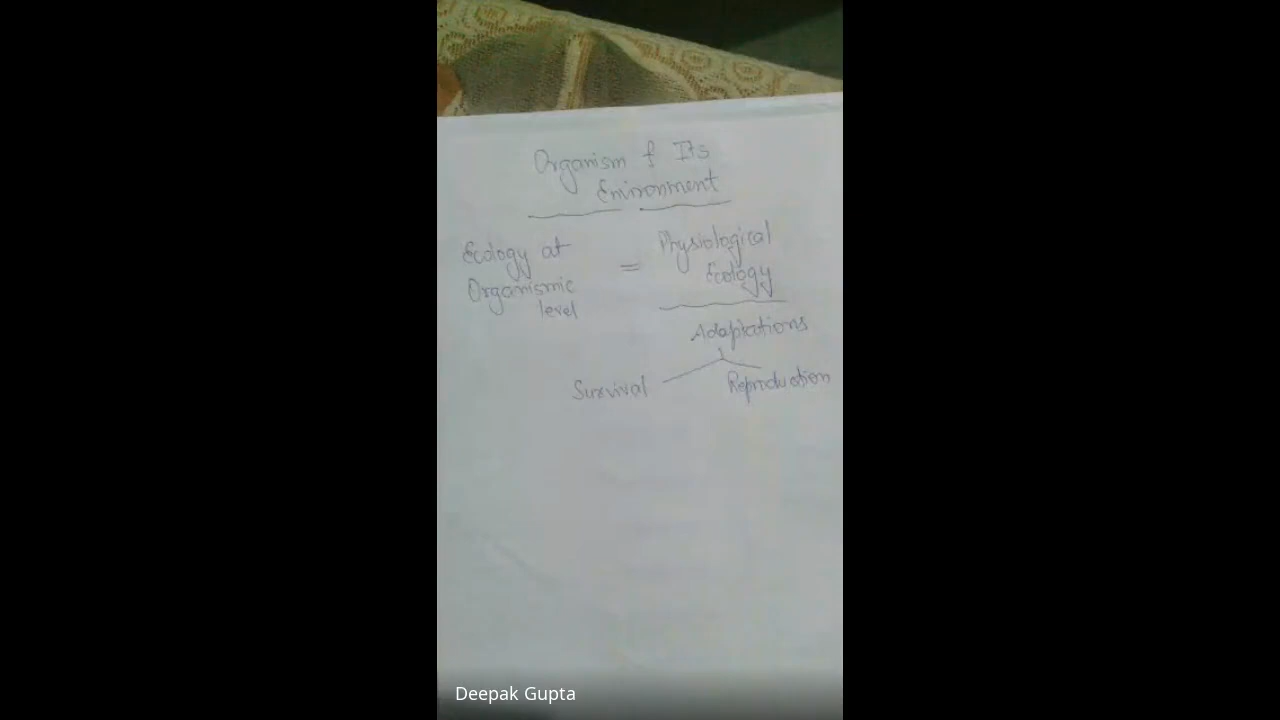 Organism & Its
Environment
Ecology at
Organismic
level
=
Physiological
Ecology
Adaptations
Survival
Reproduction
Deepak Gupta